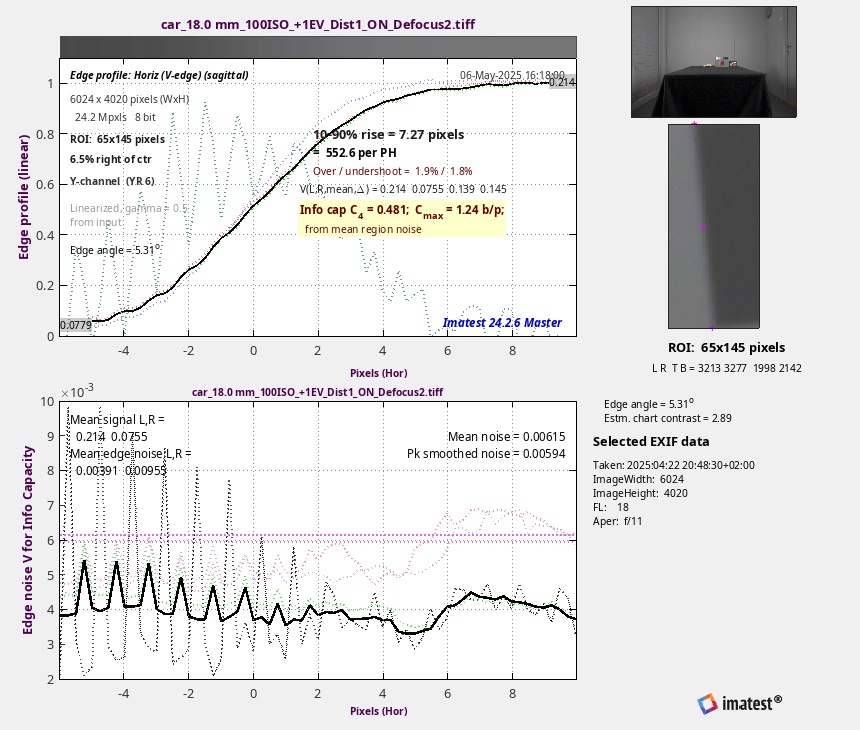 car_18.0 mm_100ISO_+1EV_Dist1_ON_Defocus2.tiff
Edge profile: Horiz (V-edge) (sagittal)
06-May-2025 16:18:00
0.214
6024 x 4020 pixels (WxH)
24.2 Mpxls 8 bit
ROI: 65x145 pixels
6.5% right of ctr
Y-channel (YR6)
Linearized, gamma = 0.5
from input
Edge angle = 5.31°
10-90% rise = 7.27 pixels
= 552.6 per PH
Over / undershoot = 1.9% / 1.8%
V(L,R,mean,Δ) = 0.214 0.0755 0.139 0.145
Info cap C4 = 0.481; Cmax = 1.24 b/p;
from mean region noise
0.0779
Imatest 24.2.6 Master
Edge profile (linear)
1
0.8
0.6
0.4
0.2
0
-4 -2 0 2 4 6 8
Pixels (Hor)
ROI: 65x145 pixels
L R T B = 3213 3277 1998 2142
car_18.0 mm_100ISO_+1EV_Dist1_ON_Defocus2.tiff
×10-3
Mean signal L,R =
0.214 0.0755
Mean edge noise L,R =
0.00391 0.00955
Mean noise = 0.00615
Pk smoothed noise = 0.00594
Edge noise V for Info Capacity
10
9
8
7
6
5
4
3
2
-4 -2 0 2 4 6 8
Pixels (Hor)
Edge angle = 5.31°
Estm. chart contrast = 2.89
Selected EXIF data
Taken: 2025:04:22 20:48:30+02:00
ImageWidth: 6024
ImageHeight: 4020
FL: 18
Aper: f/11
imatest®